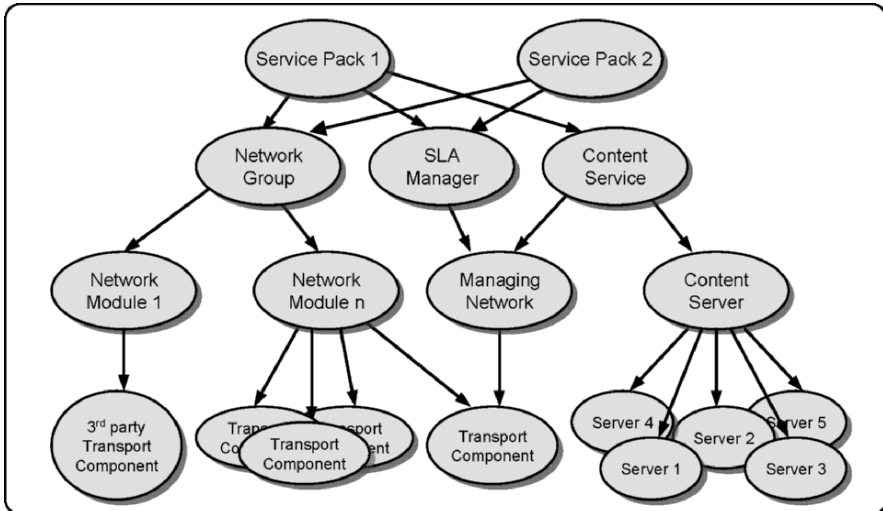 Service Pack 1
Service Pack 2
Network
Group
SLA
Manager
Content
Service
Network
Module 1
Network
Module n
Managing
Network
Content
Server
3rd party
Transport
Component
Transport
Component
Transport
Component
Server 4
Server 5
Server 2
Server 1
Server 3